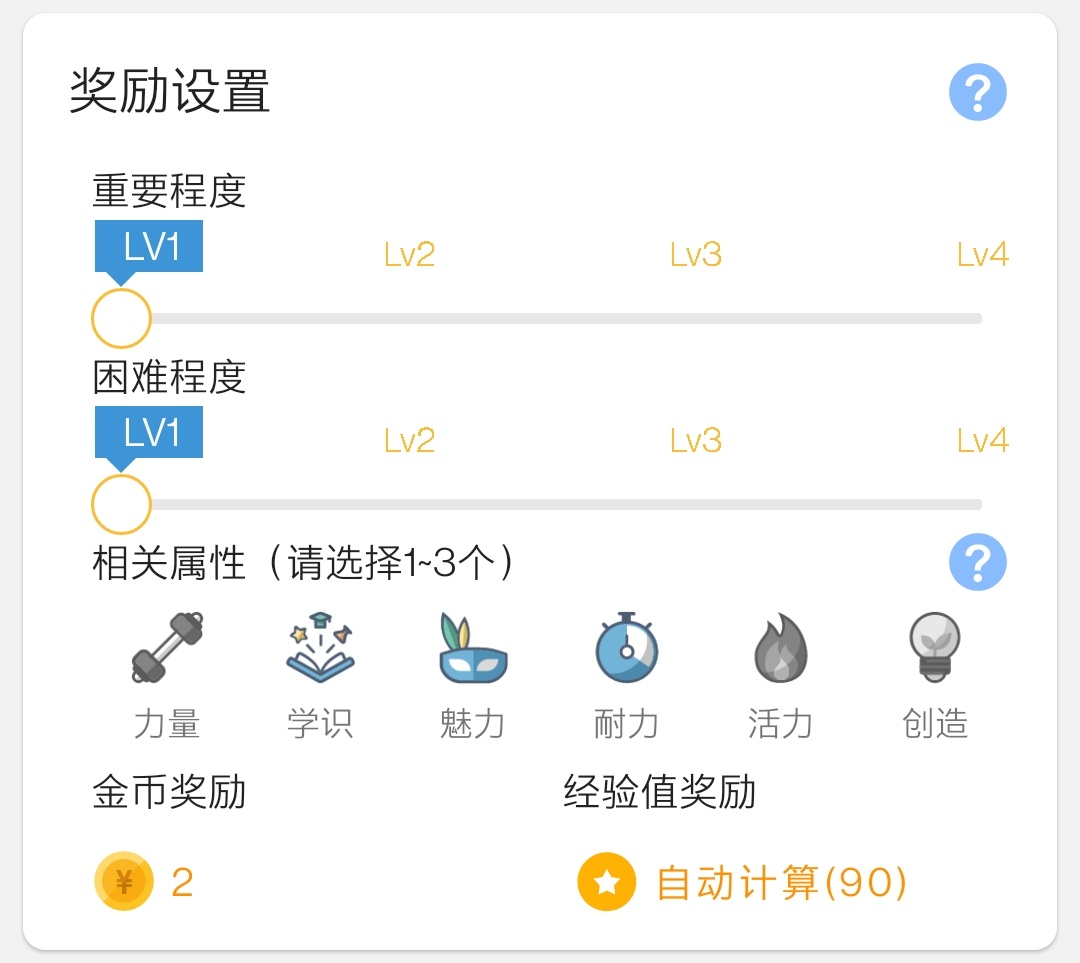 奖励设置
?
重要程度
LV1 Lv2 Lv3 Lv4
困难程度
LV1 Lv2 Lv3 Lv4
相关属性（请选择1~3个）
?
力量 学识 魅力 耐力 活力 创造
金币奖励 经验值奖励
¥ 2 自动计算(90)